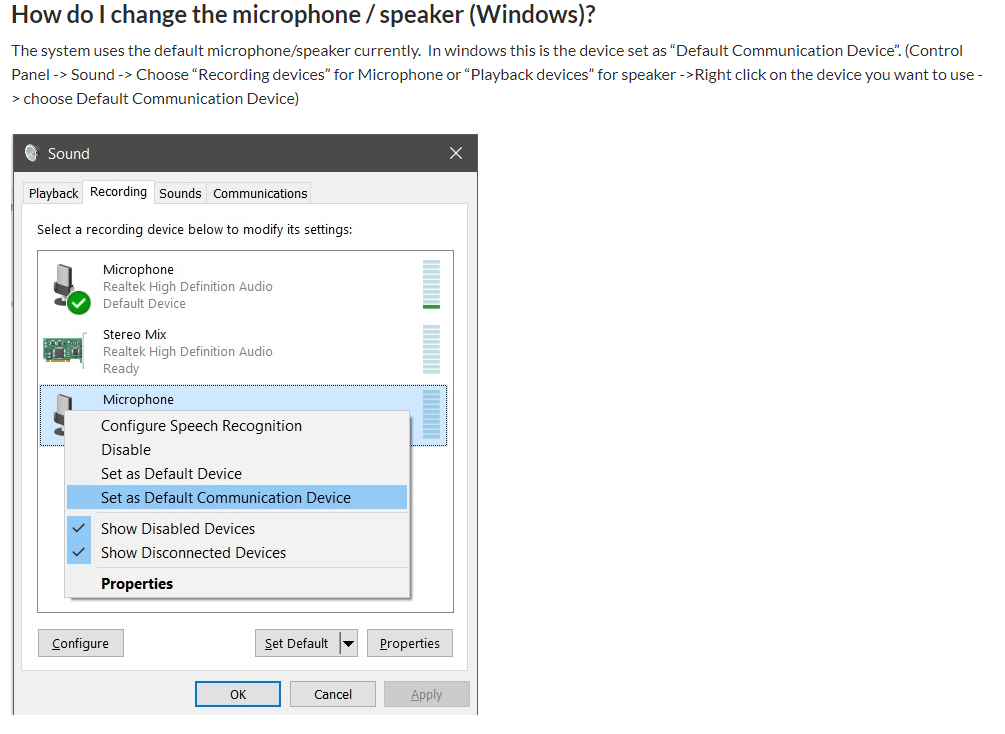 How do I change the microphone / speaker (Windows)?
The system uses the default microphone/speaker currently.  In windows this is the device set as “Default Communication Device”. (Control
Panel -> Sound -> Choose “Recording devices” for Microphone or “Playback devices” for speaker ->Right click on the device you want to use -
> choose Default Communication Device)
Sound
Playback Recording Sounds Communications
Select a recording device below to modify its settings:
Microphone
Realtek High Definition Audio
Default Device
Stereo Mix
Realtek High Definition Audio
Ready
Microphone
Configure Speech Recognition
Disable
Set as Default Device
Set as Default Communication Device
Show Disabled Devices
Show Disconnected Devices
Properties
Configure Set Default Properties
OK Cancel Apply